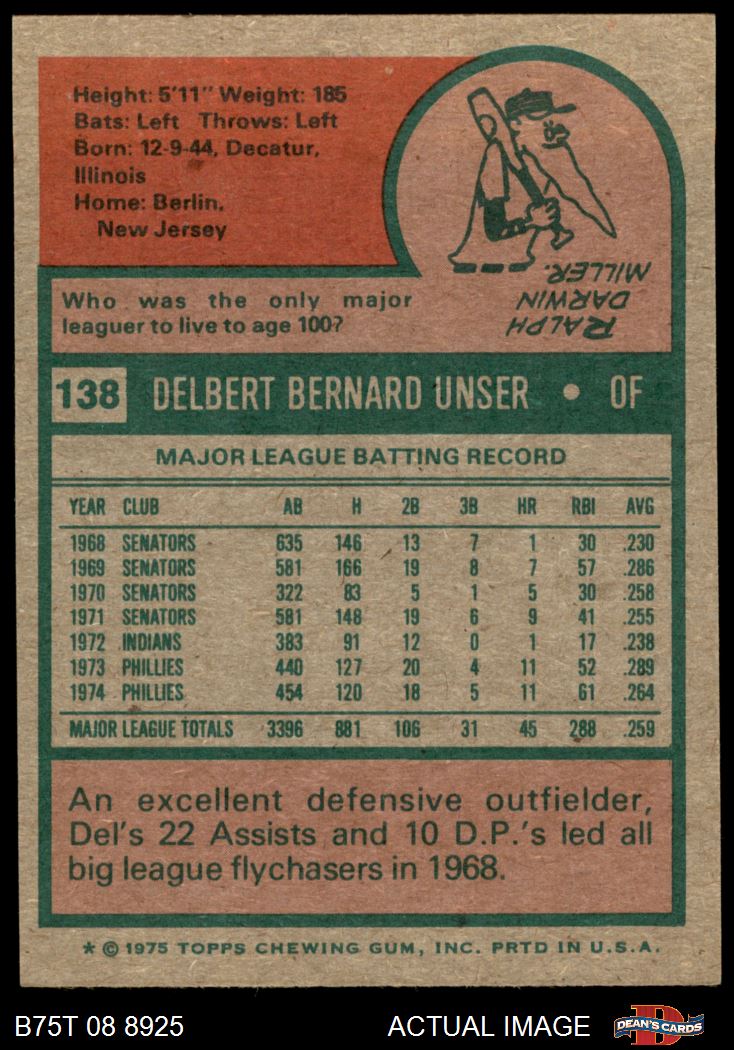 Height: 5'11" Weight: 185
Bats: Left Throws: Left
Born: 12-9-44, Decatur,
Illinois
Home: Berlin,
New Jersey
Who was the only major
leaguer to live to age 100?
RALPH
DARWIN
MILLER.
138 DELBERT BERNARD UNSER • OF
MAJOR LEAGUE BATTING RECORD
YEAR CLUB AB H 2B 3B HR RBI AVG
1968 SENATORS 635 146 13 7 1 30 .230
1969 SENATORS 581 166 19 8 7 57 .286
1970 SENATORS 322 83 5 1 5 30 .258
1971 SENATORS 581 148 19 6 9 41 .255
1972 INDIANS 383 91 12 0 1 17 .238
1973 PHILLIES 440 127 20 4 11 52 .289
1974 PHILLIES 454 120 18 5 11 61 .264
MAJOR LEAGUE TOTALS 3396 881 106 31 45 288 .259
An excellent defensive outfielder,
Del's 22 Assists and 10 D.P.'s led all
big league flychasers in 1968.
* © 1975 TOPPS CHEWING GUM, INC. PRTD IN U.S.A.
B75T 08 8925 ACTUAL IMAGE DEAN'S CARDS